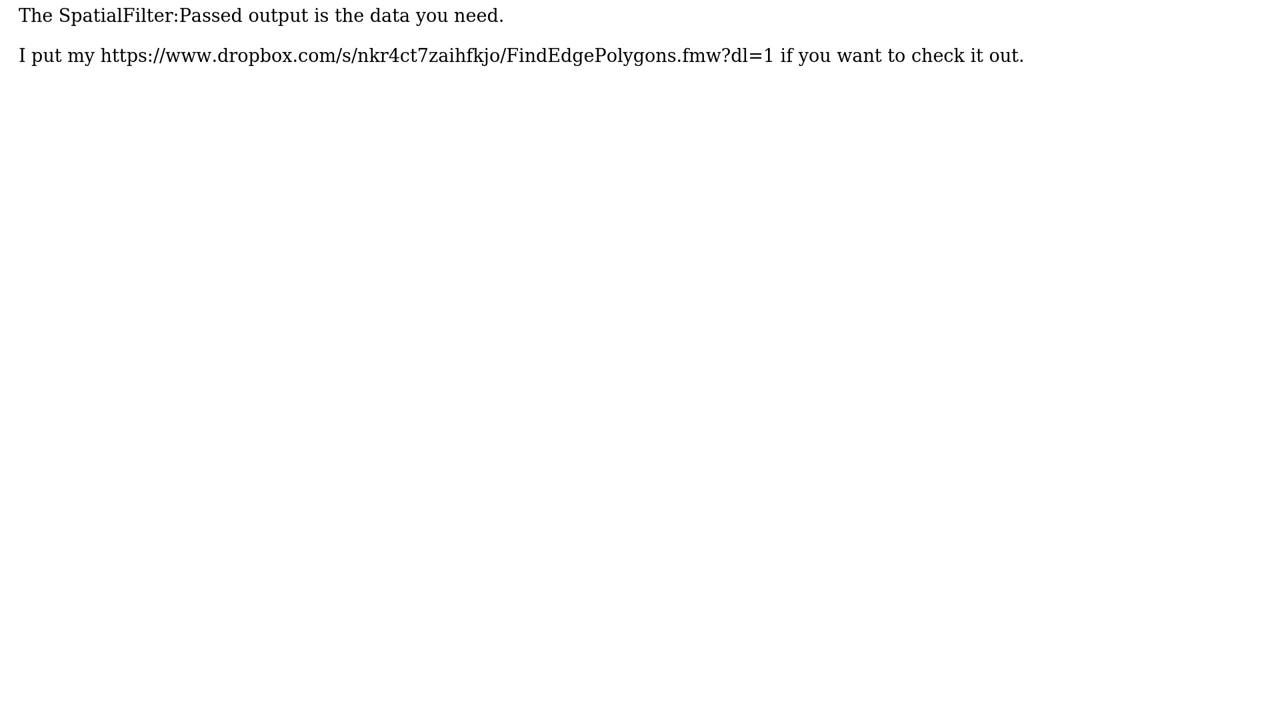 The SpatialFilter:Passed output is the data you need.
I put my https://www.dropbox.com/s/nkr4ct7zaihfkjo/FindEdgePolygons.fmw?dl=1 if you want to check it out.